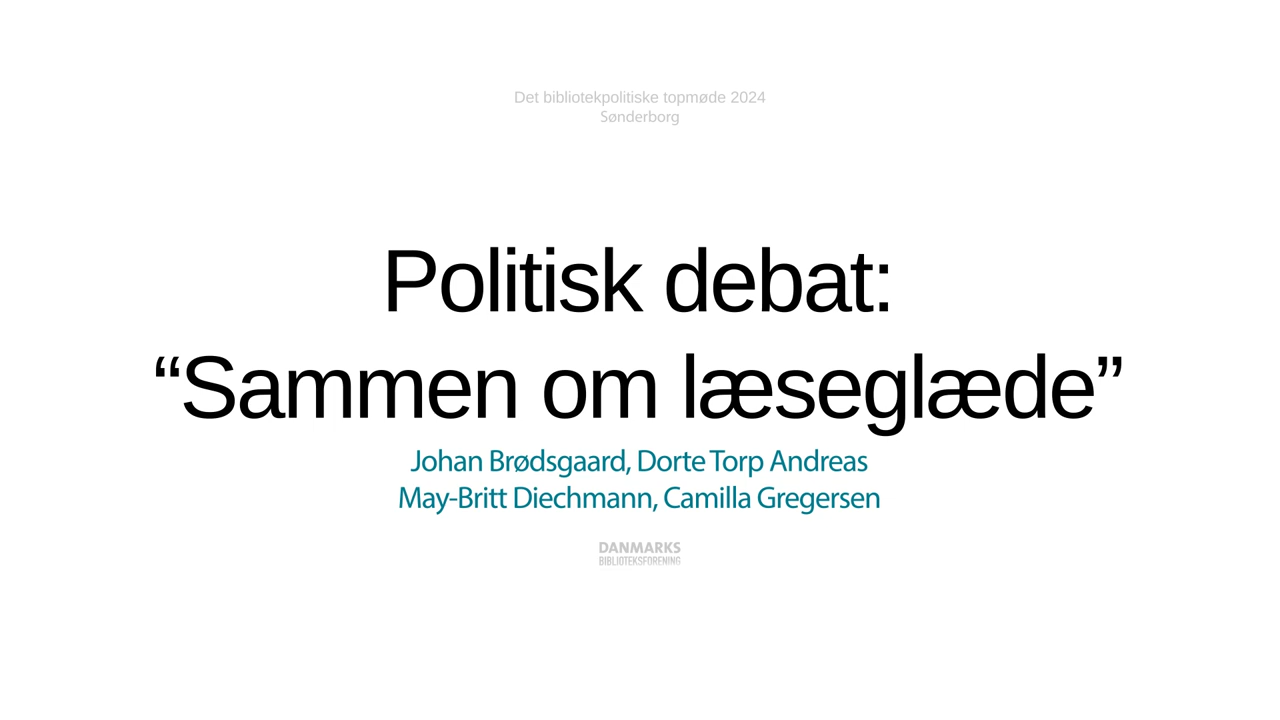 Det bibliotekpolitiske topmøde 2024
Sønderborg
Politisk debat:
“Sammen om læseglæde”
Johan Brødsgaard, Dorte Torp Andreas
May-Britt Diechmann, Camilla Gregersen
DANMARKS
BIBLIOTEKSFORENING